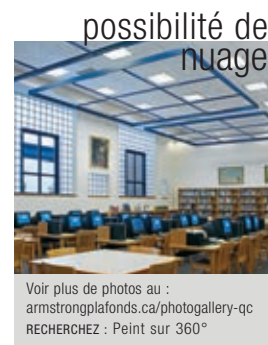 possibilité de
nuage
Voir plus de photos au :
armstrongplafonds.ca/photogallery-qc
RECHERCHEZ : Peint sur 360°